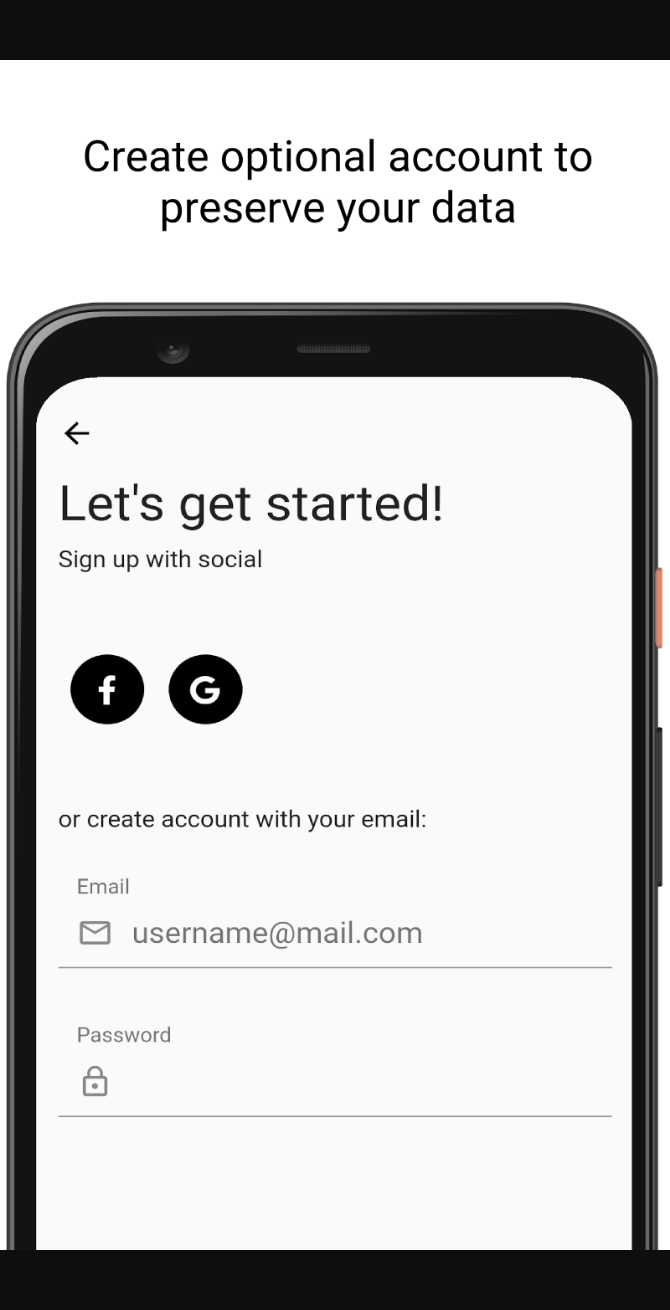 Create optional account to
preserve your data
Let's get started!
Sign up with social
f G
or create account with your email:
Email
username@mail.com
Password